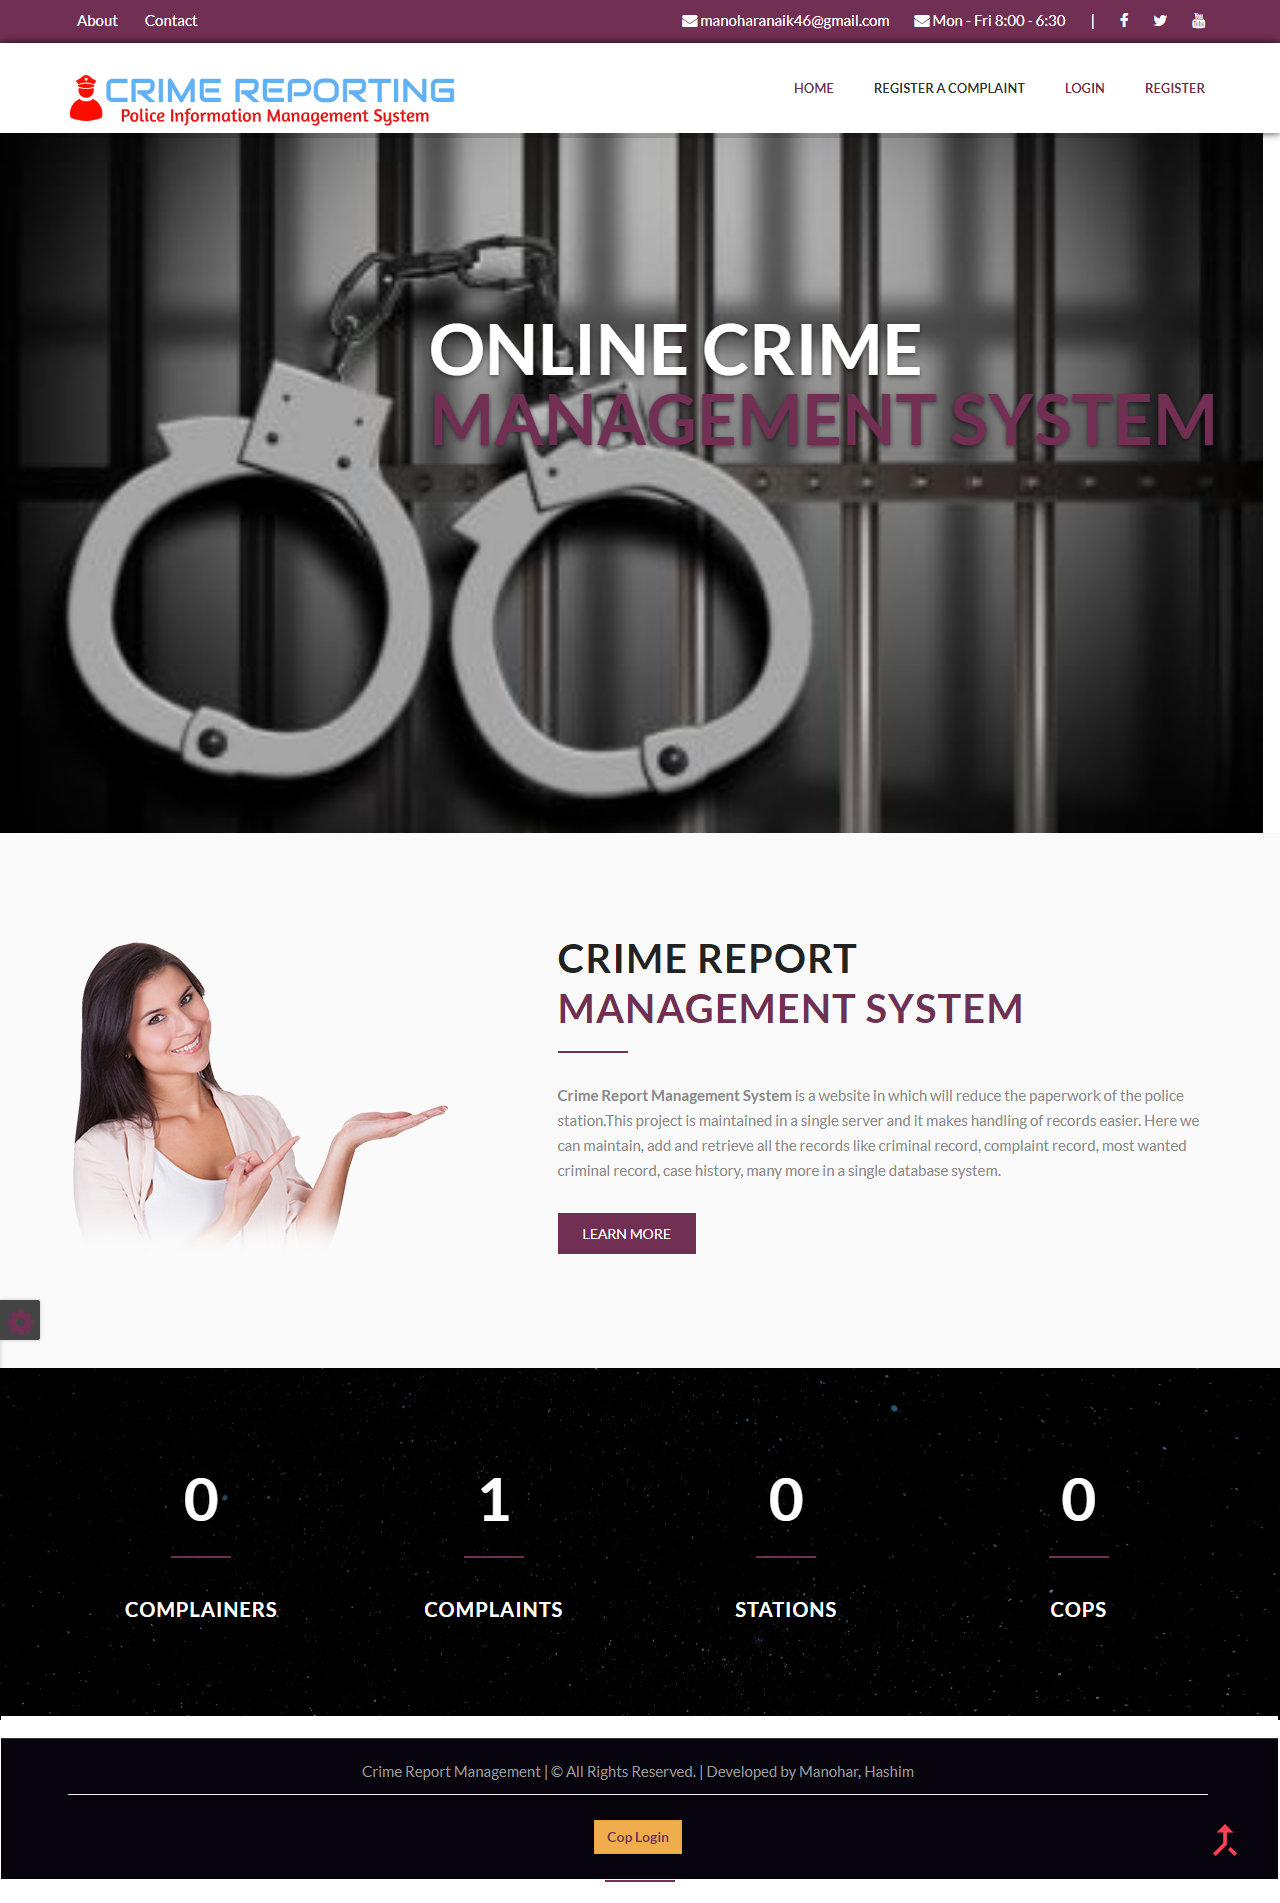 About Contact manoharanaik46@gmail.com Mon - Fri 8:00 - 6:30 |
CRIME REPORTING
Police Information Management System
HOME REGISTER A COMPLAINT LOGIN REGISTER
ONLINE CRIME
MANAGEMENT SYSTEM
CRIME REPORT
MANAGEMENT SYSTEM
Crime Report Management System is a website in which will reduce the paperwork of the police
station.This project is maintained in a single server and it makes handling of records easier. Here we
can maintain, add and retrieve all the records like criminal record, complaint record, most wanted
criminal record, case history, many more in a single database system.
LEARN MORE
0 1 0 0
COMPLAINERS COMPLAINTS STATIONS COPS
Crime Report Management | © All Rights Reserved. | Developed by Manohar, Hashim
Cop Login